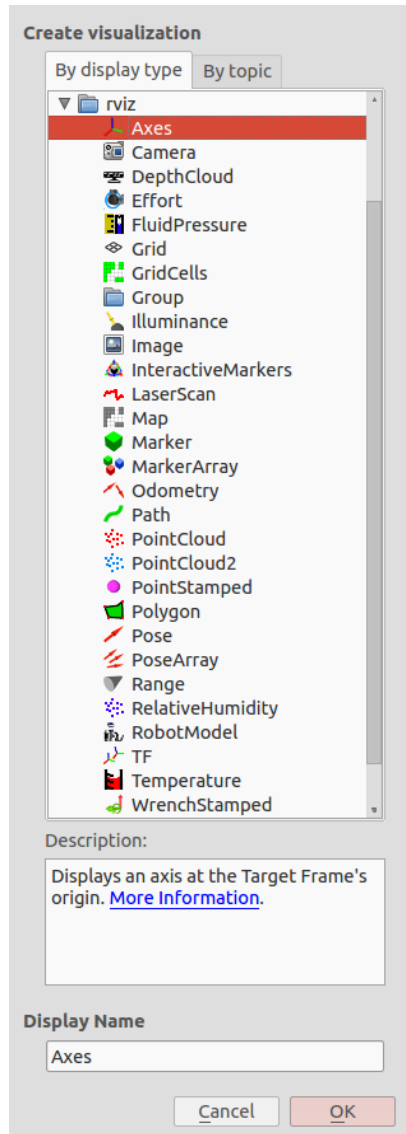 Create visualization
By display type
By topic
rviz
Axes
Camera
DepthCloud
Effort
FluidPressure
Grid
GridCells
Group
Illuminance
Image
InteractiveMarkers
LaserScan
Map
Marker
MarkerArray
Odometry
Path
PointCloud
PointCloud2
PointStamped
Polygon
Pose
PoseArray
Range
RelativeHumidity
RobotModel
TF
Temperature
WrenchStamped
Description:
Displays an axis at the Target Frame's
origin. More Information.
Display Name
Axes
Cancel
OK